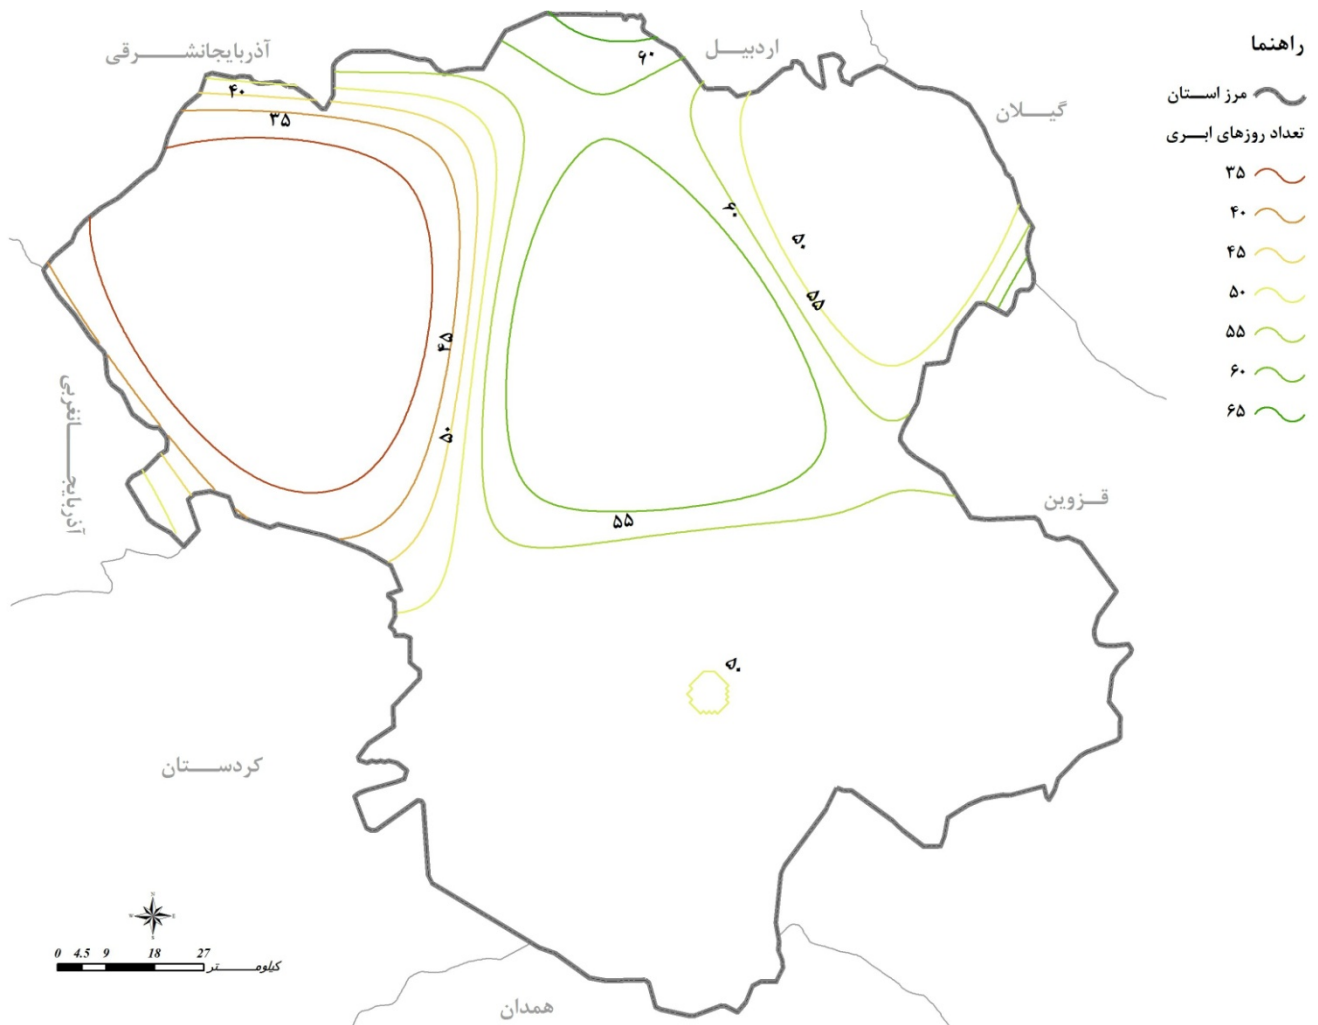 راهنما
مرز استان
تعداد روزهای ابری
۳۵
۴۰
۴۵
۵۰
۵۵
۶۰
۶۵
آذربایجانشرقی
اردبیل
گیلان
قزوین
همدان
کردستان
آذربایجانغربی
۴۰
۳۵
۶۰
۶۰
۵۰
۵۵
۴۵
۵۰
۵۵
۵۰
N
E
S
W
0 4.5 9 18 27
کیلومتر